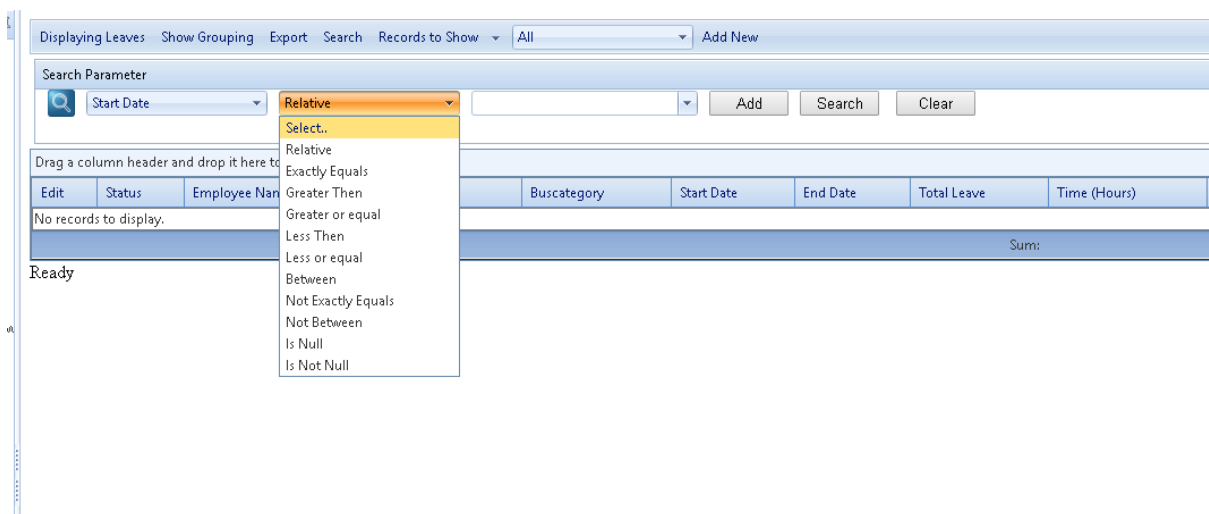 Displaying Leaves Show Grouping Export Search Records to Show All Add New
Search Parameter
Start Date Relative Add Search Clear
Select..
Relative
Exactly Equals
Greater Then
Greater or equal
Less Then
Less or equal
Between
Not Exactly Equals
Not Between
Is Null
Is Not Null
Drag a column header and drop it here to
Edit Status Employee Nan Buscategory Start Date End Date Total Leave Time (Hours)
No records to display.
Sum:
Ready